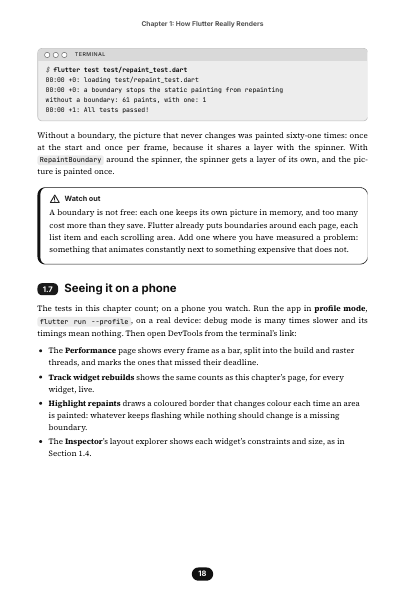 Chapter 1: How Flutter Really Renders
TERMINAL
$ flutter test test/repaint_test.dart
00:00 +0: loading test/repaint_test.dart
00:00 +0: a boundary stops the static painting from repainting
without a boundary: 61 paints, with one: 1
00:00 +1: All tests passed!
Without a boundary, the picture that never changes was painted sixty-one times: once
at the start and once per frame, because it shares a layer with the spinner. With
RepaintBoundary around the spinner, the spinner gets a layer of its own, and the pic-
ture is painted once.
Watch out
A boundary is not free: each one keeps its own picture in memory, and too many
cost more than they save. Flutter already puts boundaries around each page, each
list item and each scrolling area. Add one where you have measured a problem:
something that animates constantly next to something expensive that does not.
1.7 Seeing it on a phone
The tests in this chapter count; on a phone you watch. Run the app in profile mode,
flutter run --profile, on a real device: debug mode is many times slower and its
timings mean nothing. Then open DevTools from the terminal's link:
• The Performance page shows every frame as a bar, split into the build and raster
threads, and marks the ones that missed their deadline.
• Track widget rebuilds shows the same counts as this chapter's page, for every
widget, live.
• Highlight repaints draws a coloured border that changes colour each time an area
is painted: whatever keeps flashing while nothing should change is a missing
boundary.
• The Inspector's layout explorer shows each widget's constraints and size, as in
Section 1.4.
18